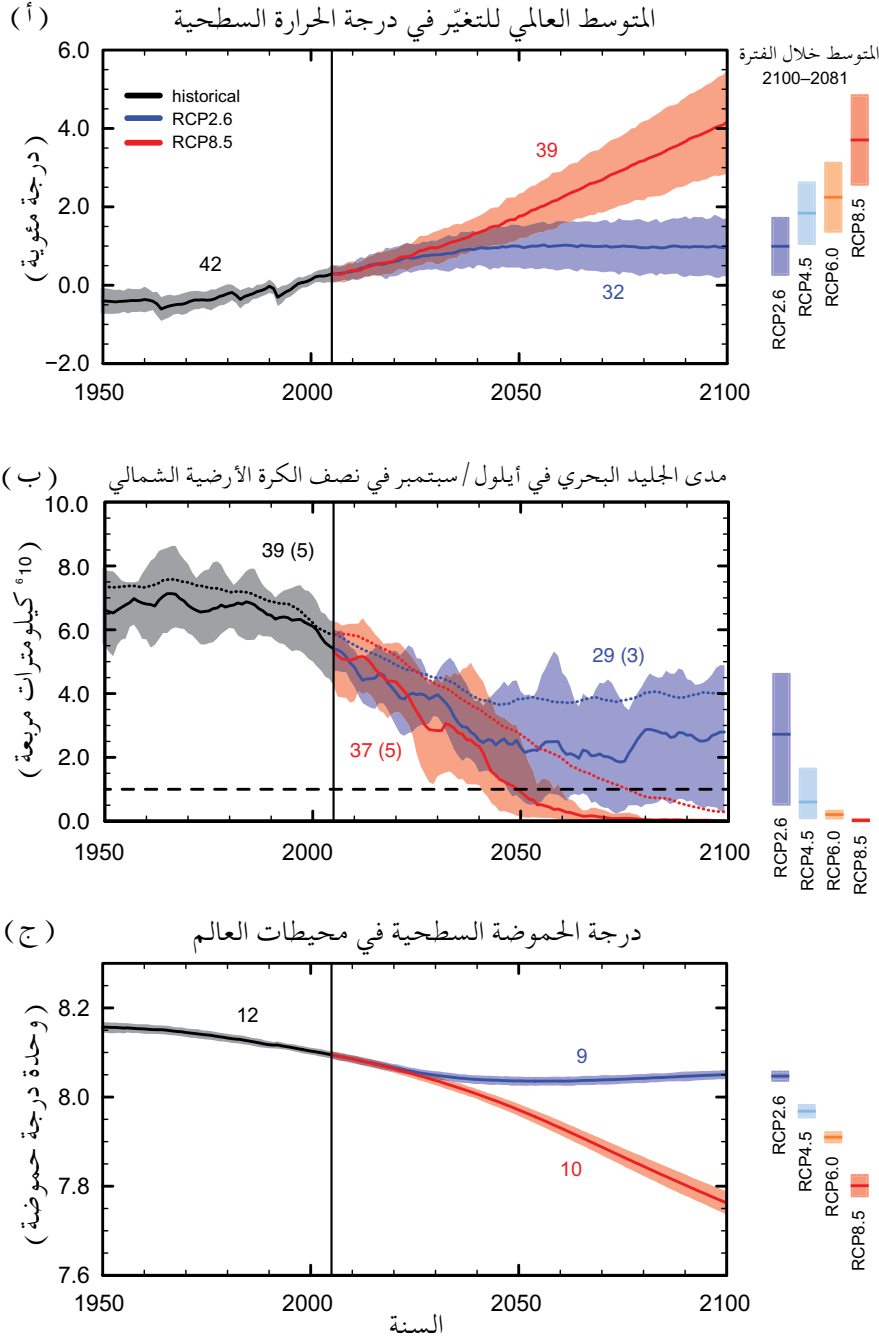 (أ)
المتوسط العالمي للتغيّر في درجة الحرارة السطحية
المتوسط خلال الفترة
2100–2081
(درجة مئوية)
6.0
4.0
2.0
0.0
−2.0
historical
RCP2.6
RCP8.5
42
39
32
1950
2000
2050
2100
RCP2.6
RCP4.5
RCP6.0
RCP8.5
(ب)
مدى الجليد البحري في أيلول/سبتمبر في نصف الكرة الأرضية الشمالي
(10⁶ كيلومترات مربعة)
10.0
8.0
6.0
4.0
2.0
0.0
39 (5)
29 (3)
37 (5)
1950
2000
2050
2100
RCP2.6
RCP4.5
RCP6.0
RCP8.5
(ج)
درجة الحموضة السطحية في محيطات العالم
(وحدة درجة حموضة)
8.2
8.0
7.8
7.6
12
9
10
1950
2000
2050
2100
السنة
RCP2.6
RCP4.5
RCP6.0
RCP8.5